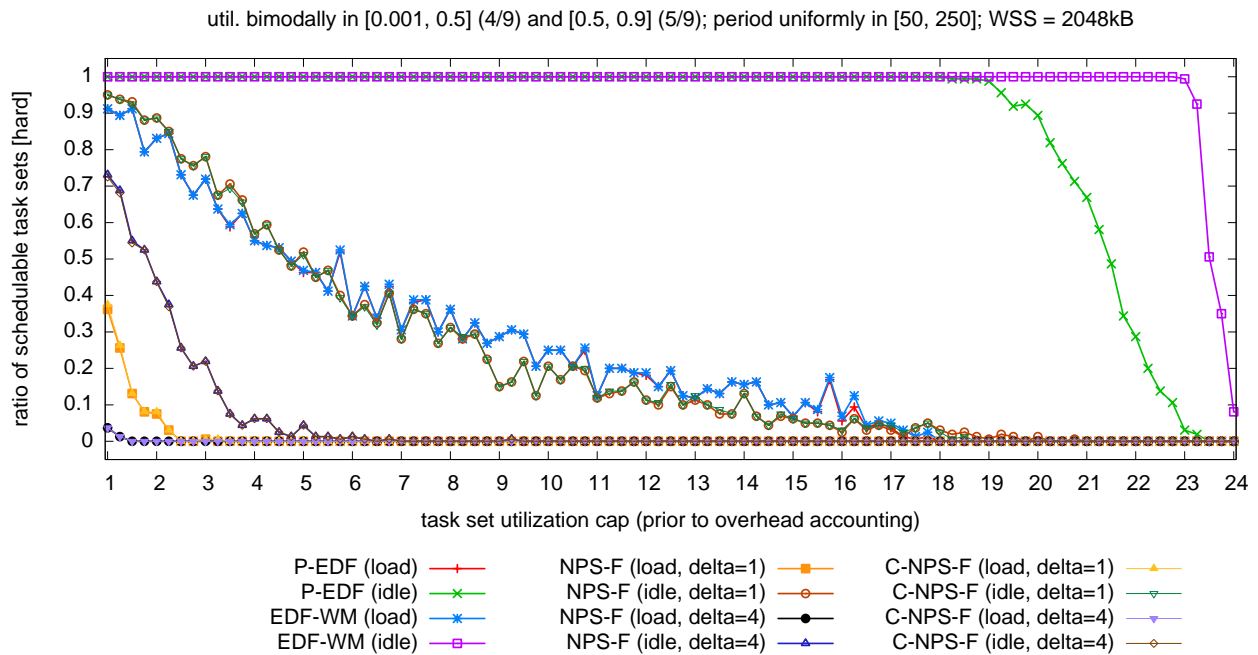 util. bimodally in [0.001, 0.5] (4/9) and [0.5, 0.9] (5/9); period uniformly in [50, 250]; WSS = 2048kB
ratio of schedulable task sets [hard]
1
0.9
0.8
0.7
0.6
0.5
0.4
0.3
0.2
0.1
0
1 2 3 4 5 6 7 8 9 10 11 12 13 14 15 16 17 18 19 20 21 22 23 24
task set utilization cap (prior to overhead accounting)
P-EDF (load) NPS-F (load, delta=1) C-NPS-F (load, delta=1)
P-EDF (idle) NPS-F (idle, delta=1) C-NPS-F (idle, delta=1)
EDF-WM (load) NPS-F (load, delta=4) C-NPS-F (load, delta=4)
EDF-WM (idle) NPS-F (idle, delta=4) C-NPS-F (idle, delta=4)